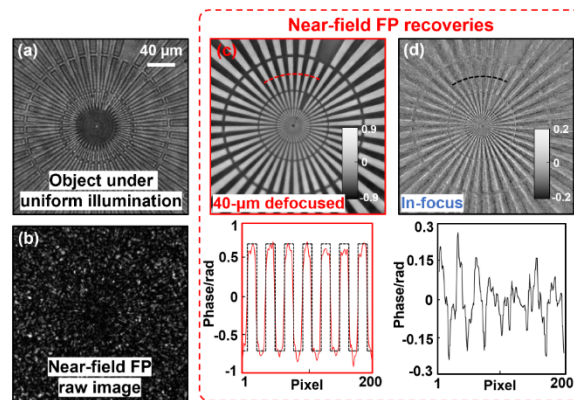 Near-field FP recoveries
(a)
40 μm
Object under
uniform illumination
(b)
Near-field FP
raw image
(c)
0.9
0
-0.9
40-μm defocused
(d)
0.2
0
-0.2
In-focus
Phase/rad
1
0.5
0
-0.5
-1
1
Pixel
200
Phase/rad
0.3
0.15
0
-0.15
-0.3
1
Pixel
200